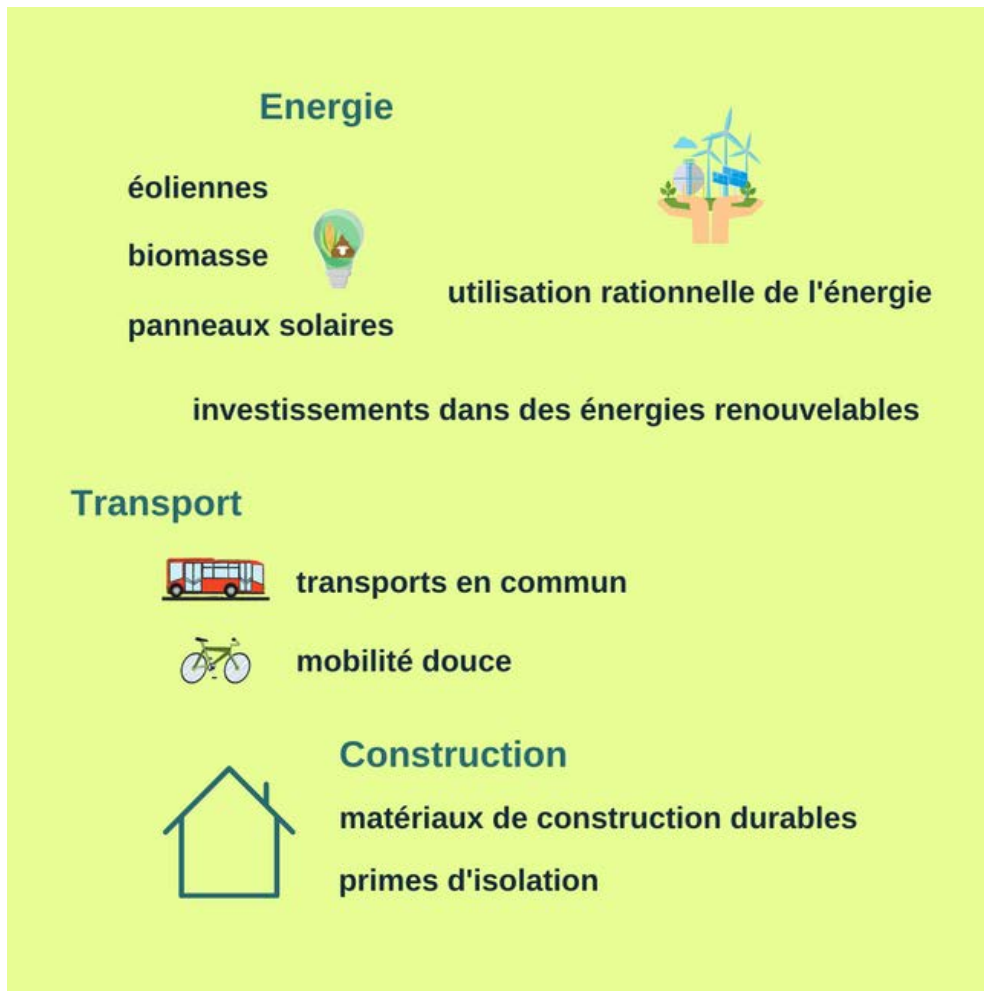 Energie
éoliennes
biomasse
panneaux solaires
utilisation rationnelle de l'énergie
investissements dans des énergies renouvelables
Transport
transports en commun
mobilité douce
Construction
matériaux de construction durables
primes d'isolation